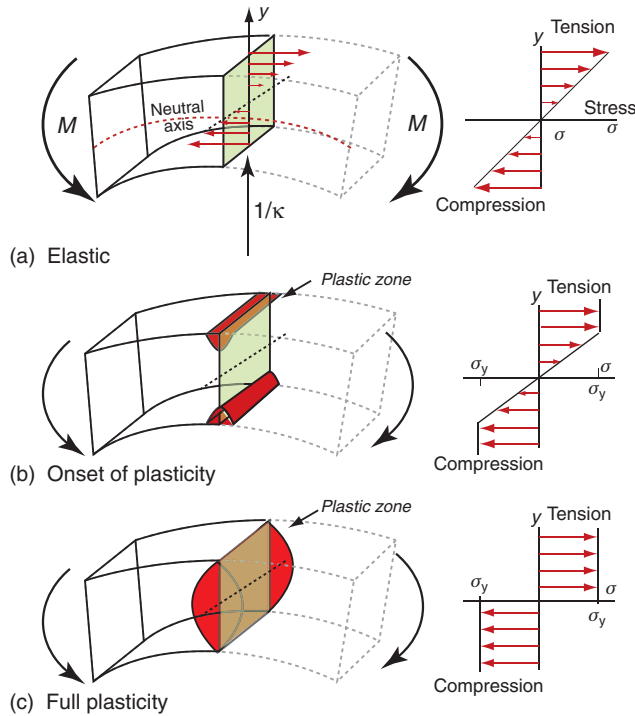 y
Tension
y
Neutral
axis
M
M
Stress
σ
σ
1/κ
Compression
(a) Elastic
Plastic zone
Tension
y
σy
σ
σy
Compression
(b) Onset of plasticity
Plastic zone
Tension
y
σy
σ
σy
Compression
(c) Full plasticity